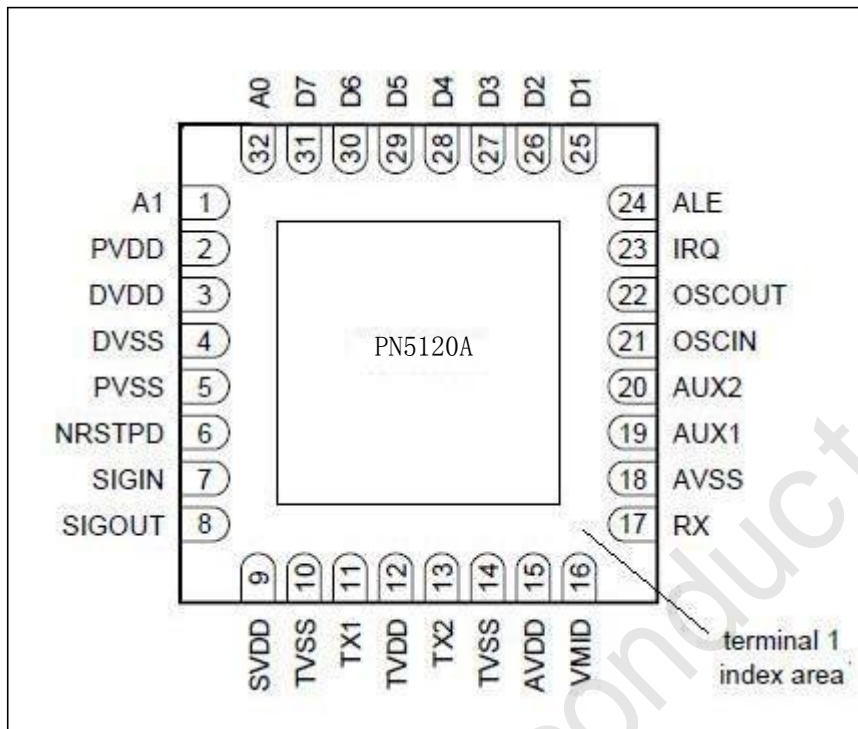 A0 D7 D6 D5 D4 D3 D2 D1
32 31 30 29 28 27 26 25
A1 1
PVDD 2
DVDD 3
DVSS 4
PVSS 5
NRSTPD 6
SIGIN 7
SIGOUT 8
PN5120A
24 ALE
23 IRQ
22 OSCOUT
21 OSCIN
20 AUX2
19 AUX1
18 AVSS
17 RX
9 10 11 12 13 14 15 16
SVDD TVSS TX1 TVDD TX2 TVSS AVDD VMID
terminal 1
index area
conduct